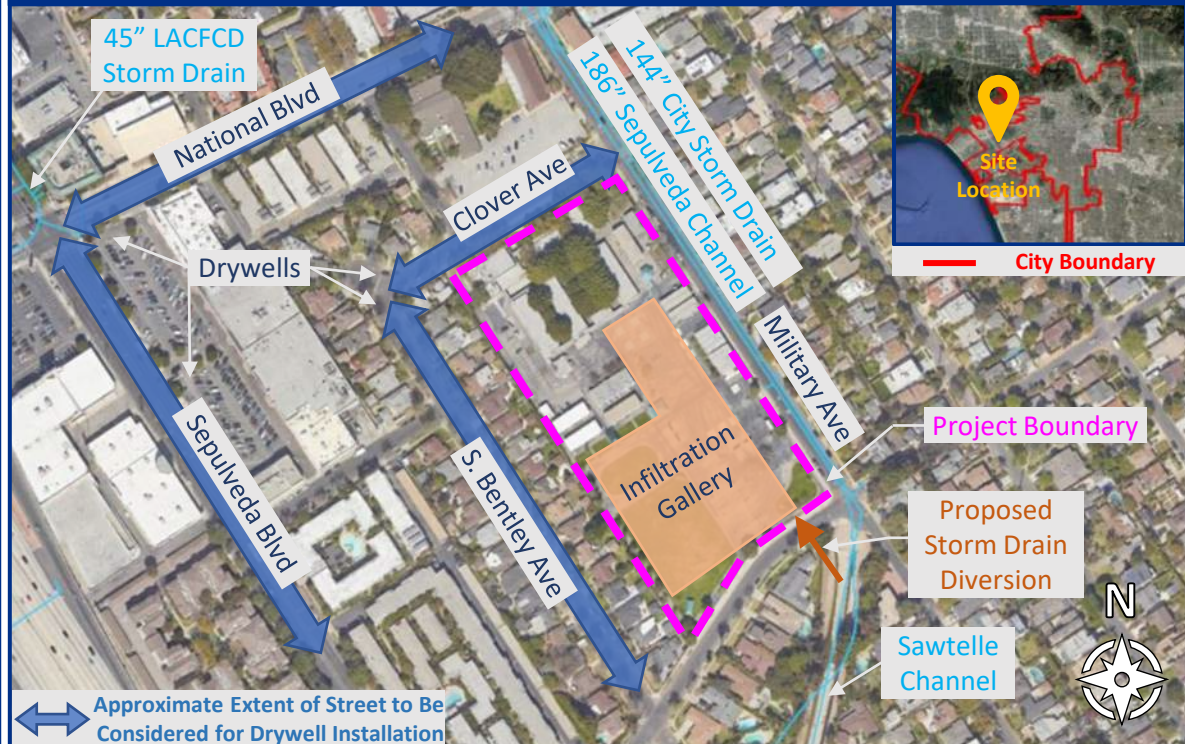 45” LACFCD
Storm Drain
National Blvd
144” City Storm Drain
186” Sepulveda Channel
Clover Ave
Site
Location
City Boundary
Drywells
Military Ave
Project Boundary
Sepulveda Blvd
S. Bentley Ave
Infiltration
Gallery
Proposed
Storm Drain
Diversion
N
Sawtelle
Channel
Approximate Extent of Street to Be
Considered for Drywell Installation